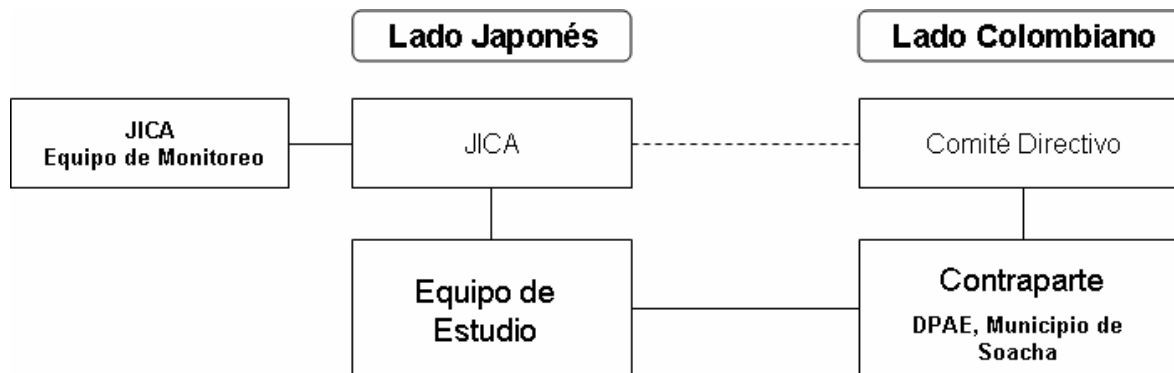 Lado Japonés
Lado Colombiano
JICA
Equipo de Monitoreo
JICA
Comité Directivo
Equipo de
Estudio
Contraparte
DPAE, Municipio de
Soacha